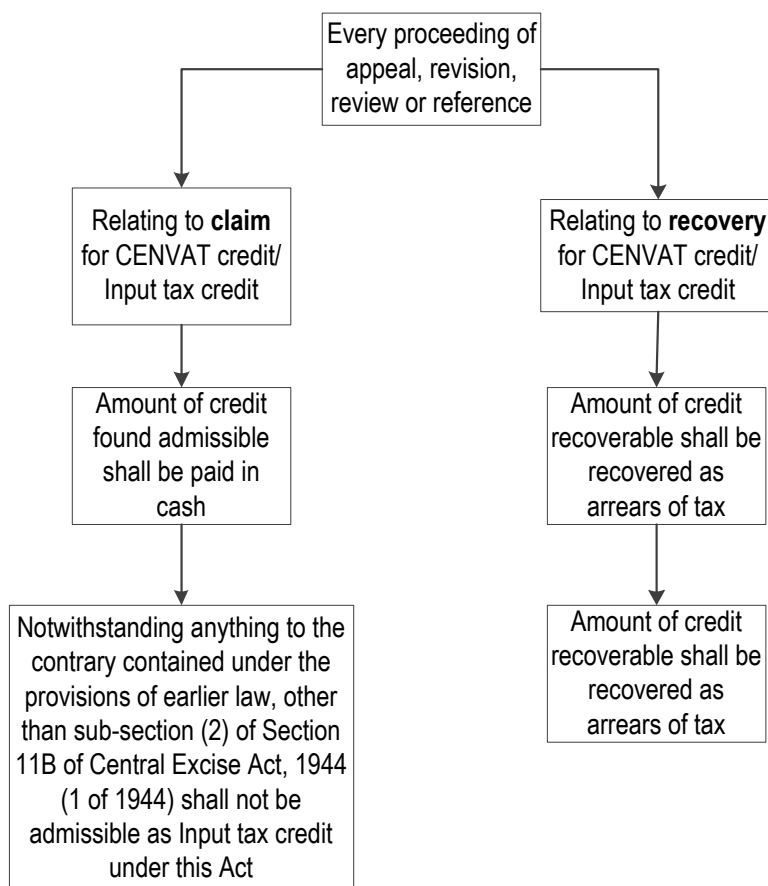 Every proceeding of
appeal, revision,
review or reference
Relating to claim
for CENVAT credit/
Input tax credit
Relating to recovery
for CENVAT credit/
Input tax credit
Amount of credit
found admissible
shall be paid in
cash
Amount of credit
recoverable shall be
recovered as
arrears of tax
Notwithstanding anything to the
contrary contained under the
provisions of earlier law, other
than sub-section (2) of Section
11B of Central Excise Act, 1944
(1 of 1944) shall not be
admissible as Input tax credit
under this Act
Amount of credit
recoverable shall be
recovered as
arrears of tax